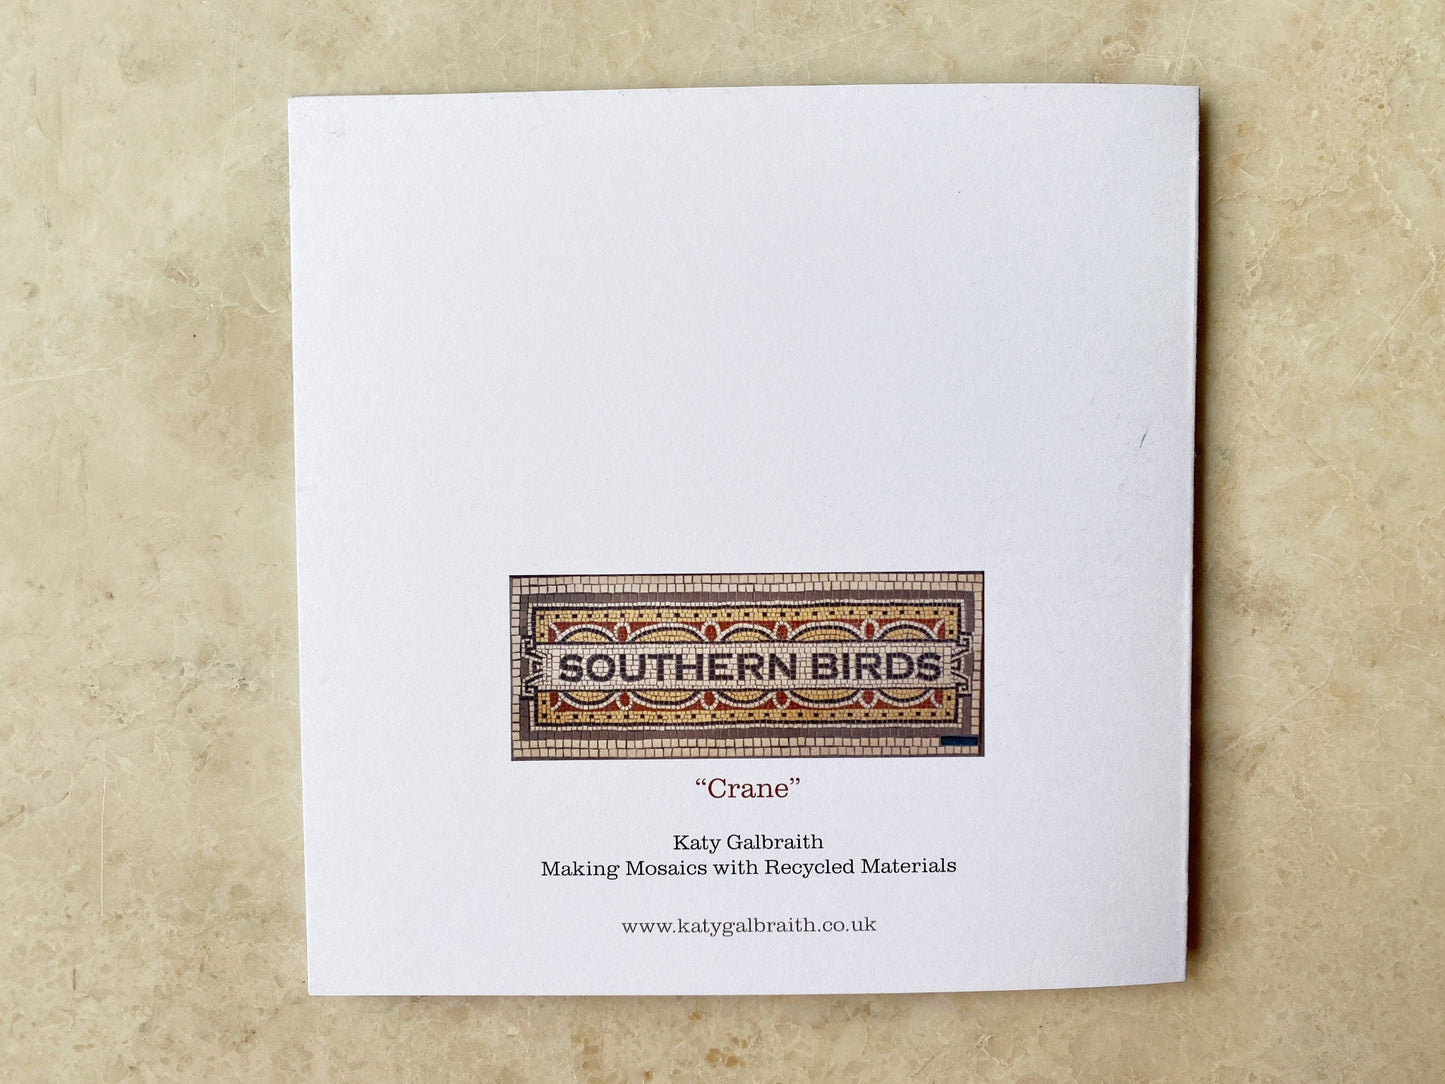 SOUTHERN BIRDS
“Crane”
Katy Galbraith
Making Mosaics with Recycled Materials
www.katygalbraith.co.uk